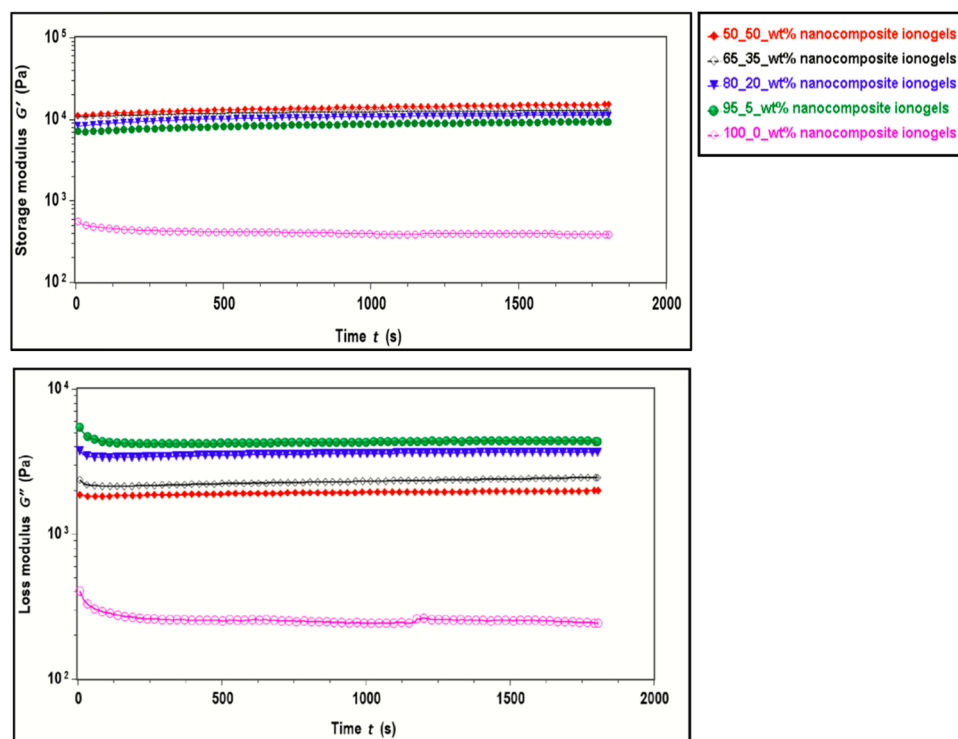 10⁵
10⁴
10³
10²
Storage modulus G′ (Pa)
0
500
1000
1500
2000
Time t (s)
50_50_wt% nanocomposite ionogels
65_35_wt% nanocomposite ionogels
80_20_wt% nanocomposite ionogels
95_5_wt% nanocomposite ionogels
100_0_wt% nanocomposite ionogels
10⁴
10³
10²
Loss modulus G″ (Pa)
0
500
1000
1500
2000
Time t (s)